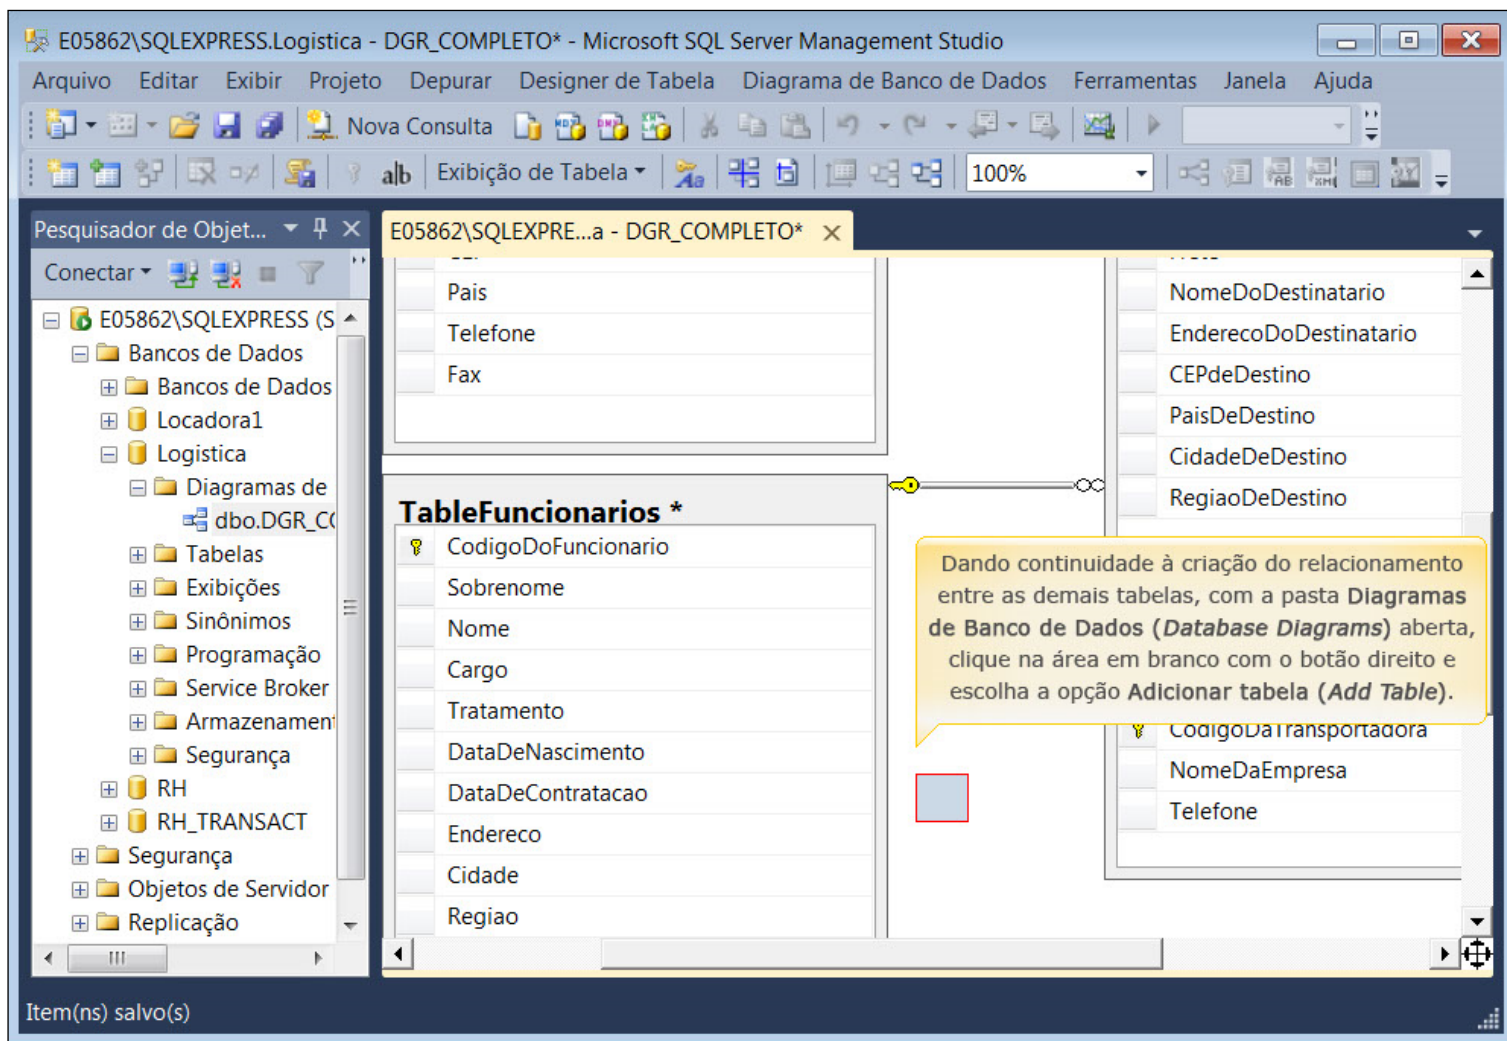 E05862\SQLEXPRESS.Logistica - DGR_COMPLETO* - Microsoft SQL Server Management Studio
Arquivo Editar Exibir Projeto Depurar Designer de Tabela Diagrama de Banco de Dados Ferramentas Janela Ajuda
Nova Consulta
ab Exibição de Tabela 100%
Pesquisador de Objet...
Conectar
E05862\SQLEXPRESS (S
Bancos de Dados
Bancos de Dados
Locadora1
Logistica
Diagramas de
dbo.DGR_C
Tabelas
Exibições
Sinônimos
Programação
Service Broker
Armazenament
Segurança
RH
RH_TRANSACT
Segurança
Objetos de Servidor
Replicação
E05862\SQLEXPRE...a - DGR_COMPLETO*
Pais
Telefone
Fax
TableFuncionarios *
CodigoDoFuncionario
Sobrenome
Nome
Cargo
Tratamento
DataDeNascimento
DataDeContratacao
Endereco
Cidade
Regiao
NomeDoDestinatario
EnderecoDoDestinatario
CEPdeDestino
PaisDeDestino
CidadeDeDestino
RegiaoDeDestino
Dando continuidade à criação do relacionamento
entre as demais tabelas, com a pasta Diagramas
de Banco de Dados (Database Diagrams) aberta,
clique na área em branco com o botão direito e
escolha a opção Adicionar tabela (Add Table).
CodigoDaTransportadora
NomeDaEmpresa
Telefone
Item(ns) salvo(s)